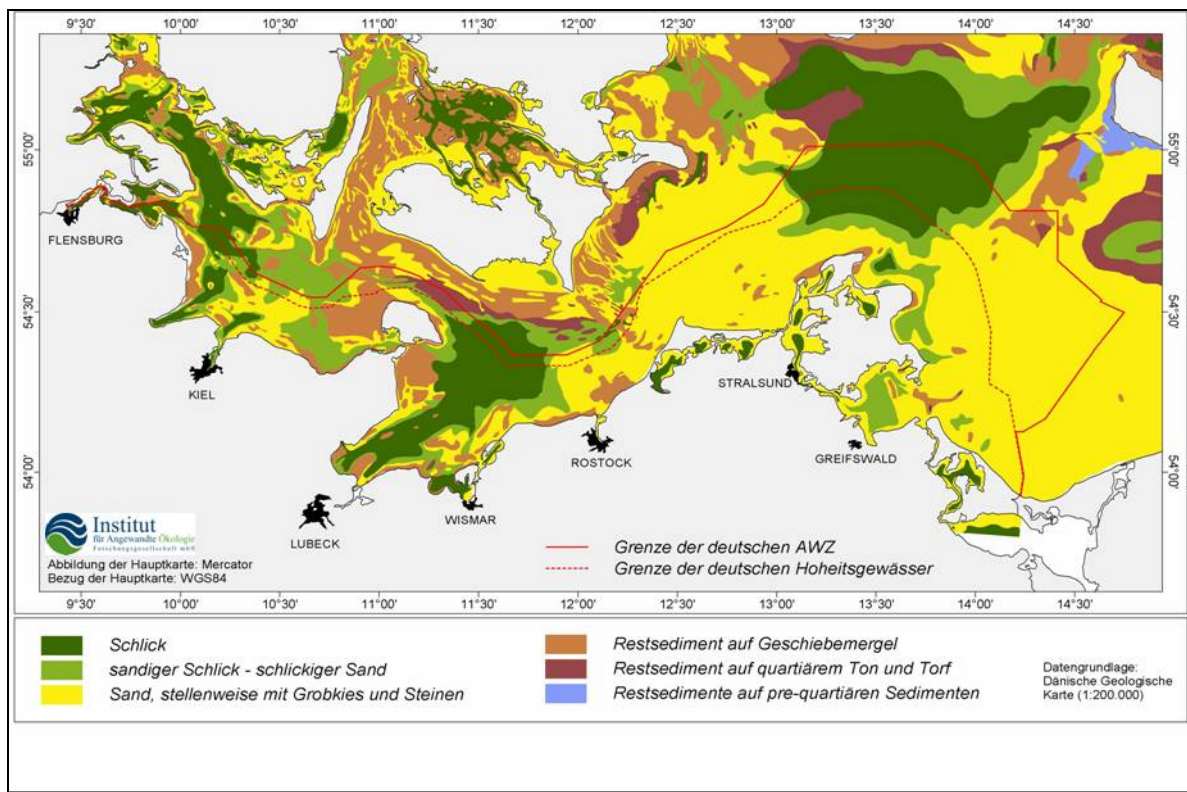 9°30' 10°00' 10°30' 11°00' 11°30' 12°00' 12°30' 13°00' 13°30' 14°00' 14°30'
55°00' 55°00'
FLENSBURG
54°30' 54°30'
KIEL
STRALSUND
ROSTOCK
GREIFSWALD
54°00' 54°00'
WISMAR
LUBECK
Institut
für Angewandte Ökologie
Forschungsgesellschaft mbH
Abbildung der Hauptkarte: Mercator
Bezug der Hauptkarte: WGS84
Grenze der deutschen AWZ
Grenze der deutschen Hoheitsgewässer
9°30' 10°00' 10°30' 11°00' 11°30' 12°00' 12°30' 13°00' 13°30' 14°00' 14°30'
Schlick
sandiger Schlick - schlickiger Sand
Sand, stellenweise mit Grobkies und Steinen
Restsediment auf Geschiebemergel
Restsediment auf quartiärem Ton und Torf
Restsedimente auf pre-quartiären Sedimenten
Datengrundlage:
Dänische Geologische
Karte (1:200.000)